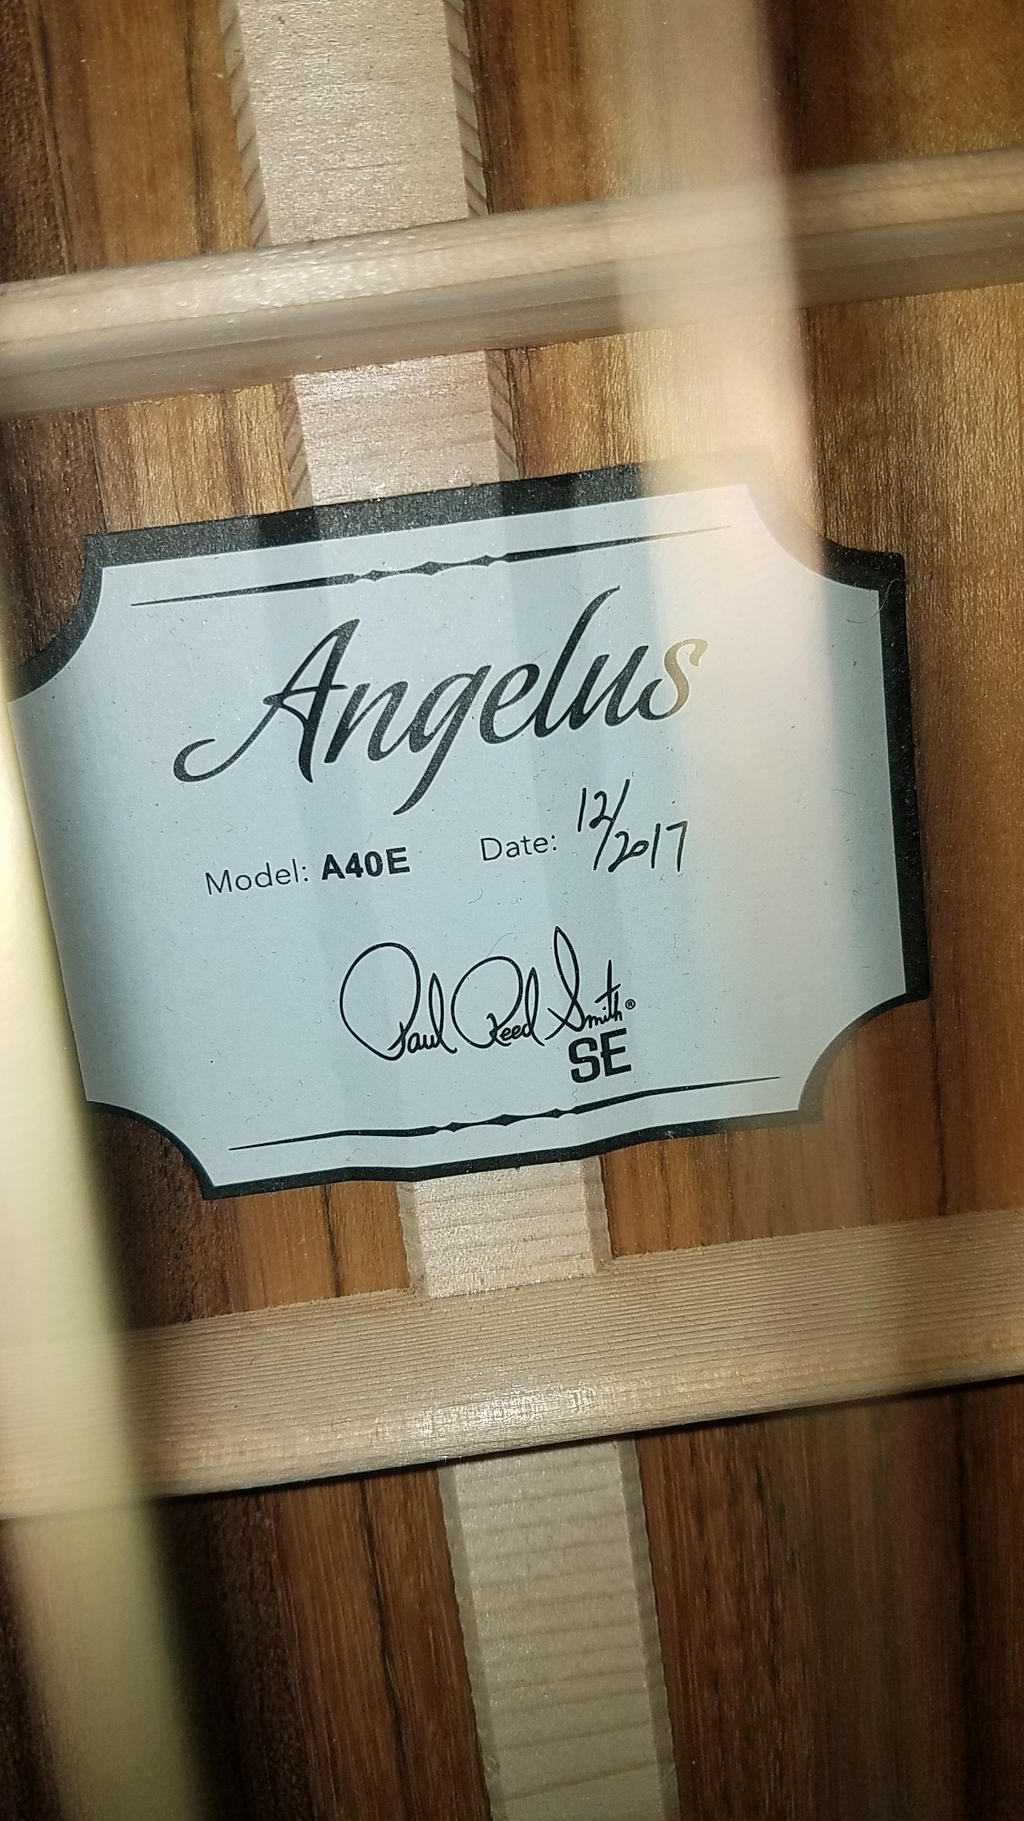 Angelus
Model: A40E Date: 12/2017
Paul Reed Smith®
SE